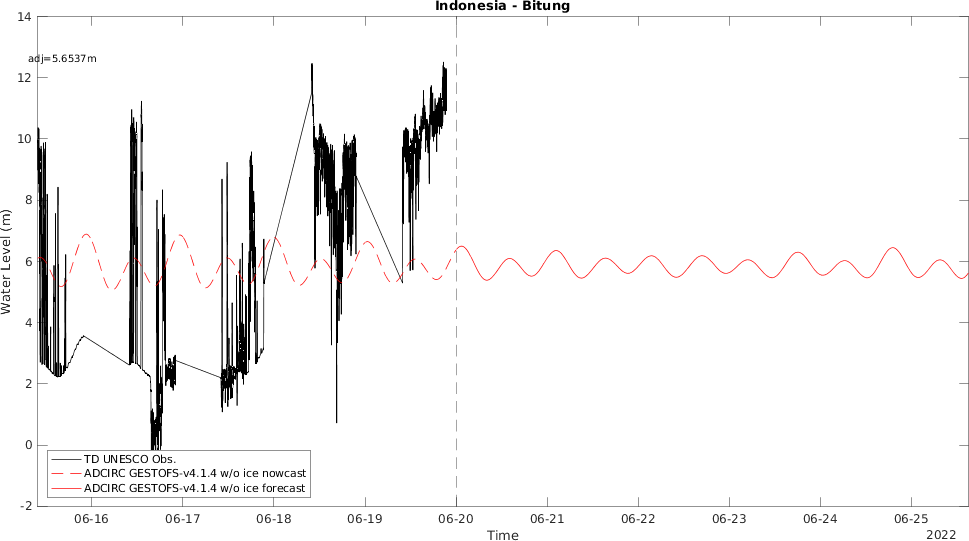 Indonesia - Bitung
adj=5.6537m
14
12
10
8
6
4
2
0
-2
Water Level (m)
TD UNESCO Obs.
ADCIRC GESTOFS-v4.1.4 w/o ice nowcast
ADCIRC GESTOFS-v4.1.4 w/o ice forecast
06-16 06-17 06-18 06-19 06-20 06-21 06-22 06-23 06-24 06-25
Time
2022